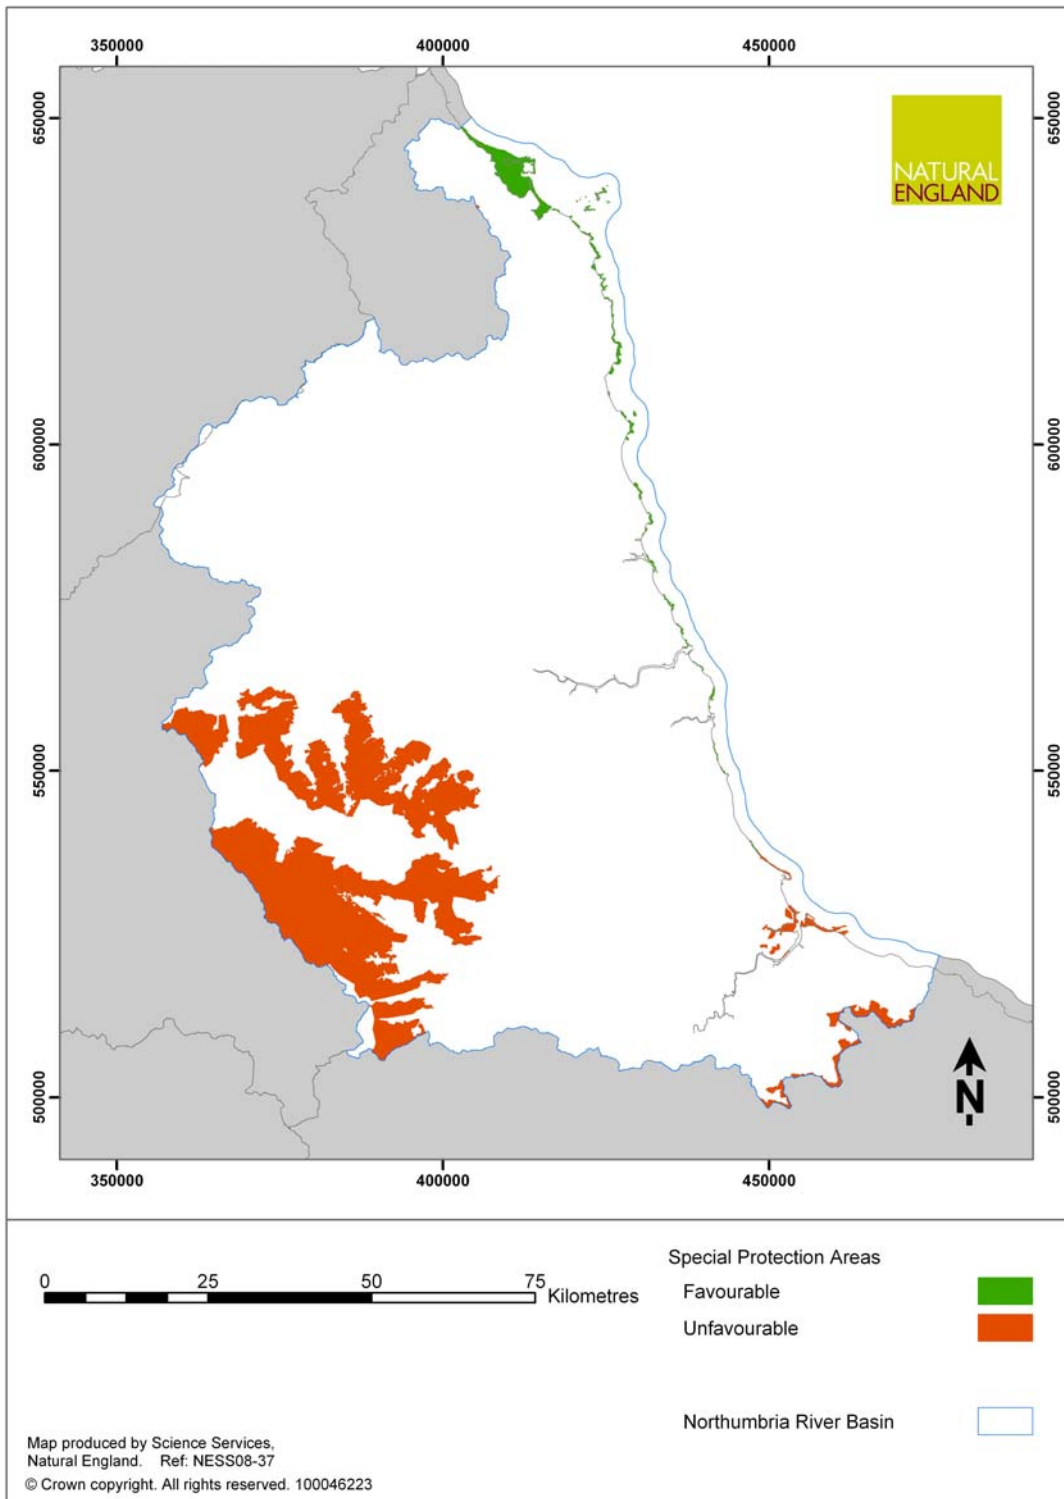 350000
400000
450000
650000
650000
NATURAL
ENGLAND
600000
600000
550000
550000
500000
500000
N
350000
400000
450000
Special Protection Areas
0
25
50
75
Kilometres
Favourable
Unfavourable
Northumbria River Basin
Map produced by Science Services,
Natural England. Ref: NESS08-37
© Crown copyright. All rights reserved. 100046223